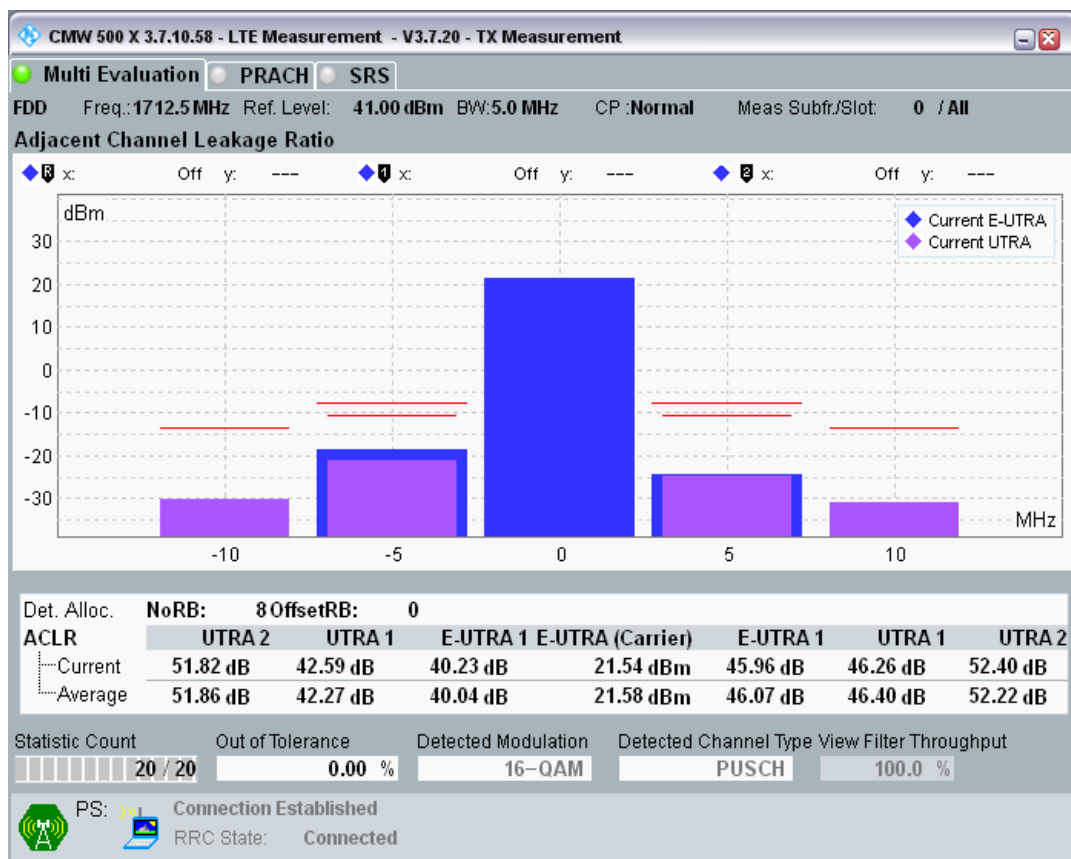 CMW 500 X 3.7.10.58 - LTE Measurement - V3.7.20 - TX Measurement
Multi Evaluation PRACH SRS
FDD Freq.: 1712.5 MHz Ref. Level: 41.00 dBm BW: 5.0 MHz CP : Normal Meas Subfr./Slot: 0 / All
Adjacent Channel Leakage Ratio
R x: Off y: --- 1 x: Off y: --- 2 x: Off y: ---
dBm
Current E-UTRA
Current UTRA
30
20
10
0
-10
-20
-30
MHz
-10 -5 0 5 10
Det. Alloc. NoRB: 8 OffsetRB: 0
ACLR UTRA 2 UTRA 1 E-UTRA 1 E-UTRA (Carrier) E-UTRA 1 UTRA 1 UTRA 2
Current 51.82 dB 42.59 dB 40.23 dB 21.54 dBm 45.96 dB 46.26 dB 52.40 dB
Average 51.86 dB 42.27 dB 40.04 dB 21.58 dBm 46.07 dB 46.40 dB 52.22 dB
Statistic Count Out of Tolerance Detected Modulation Detected Channel Type View Filter Throughput
20 / 20 0.00 % 16-QAM PUSCH 100.0 %
PS: Connection Established
RRC State: Connected